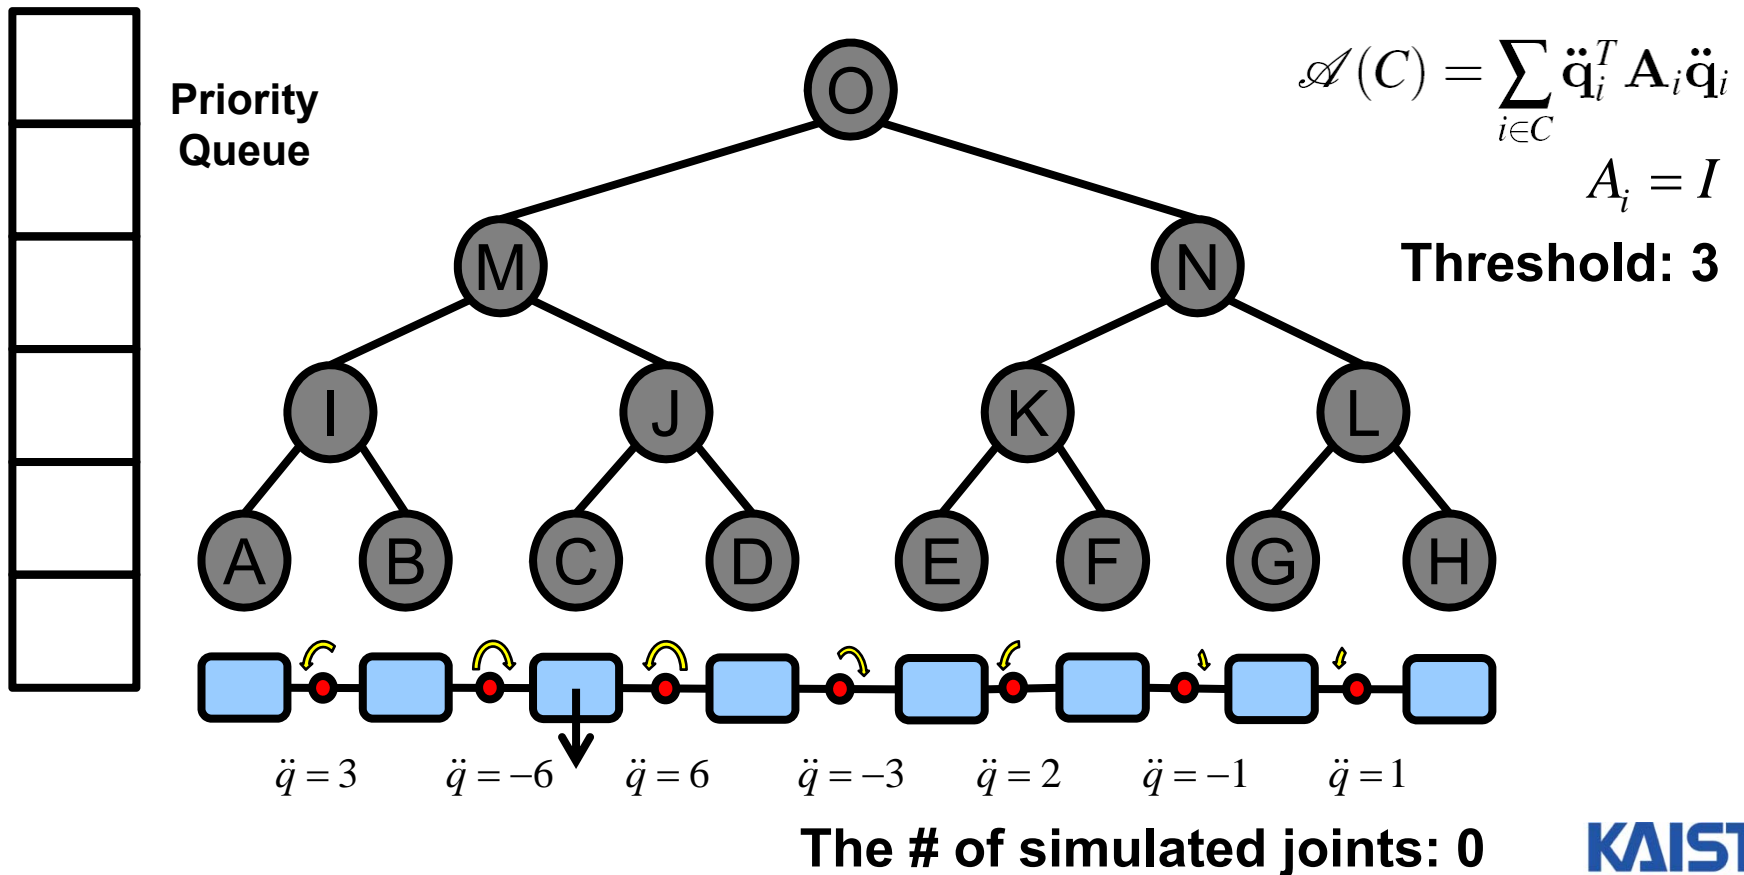 Priority
Queue
O
M
N
I
J
K
L
A
B
C
D
E
F
G
H
𝒜(C) = ∑_{i∈C} q̈_i^T A_i q̈_i
A_i = I
Threshold: 3
q̈ = 3
q̈ = −6
q̈ = 6
q̈ = −3
q̈ = 2
q̈ = −1
q̈ = 1
The # of simulated joints: 0
KAIST